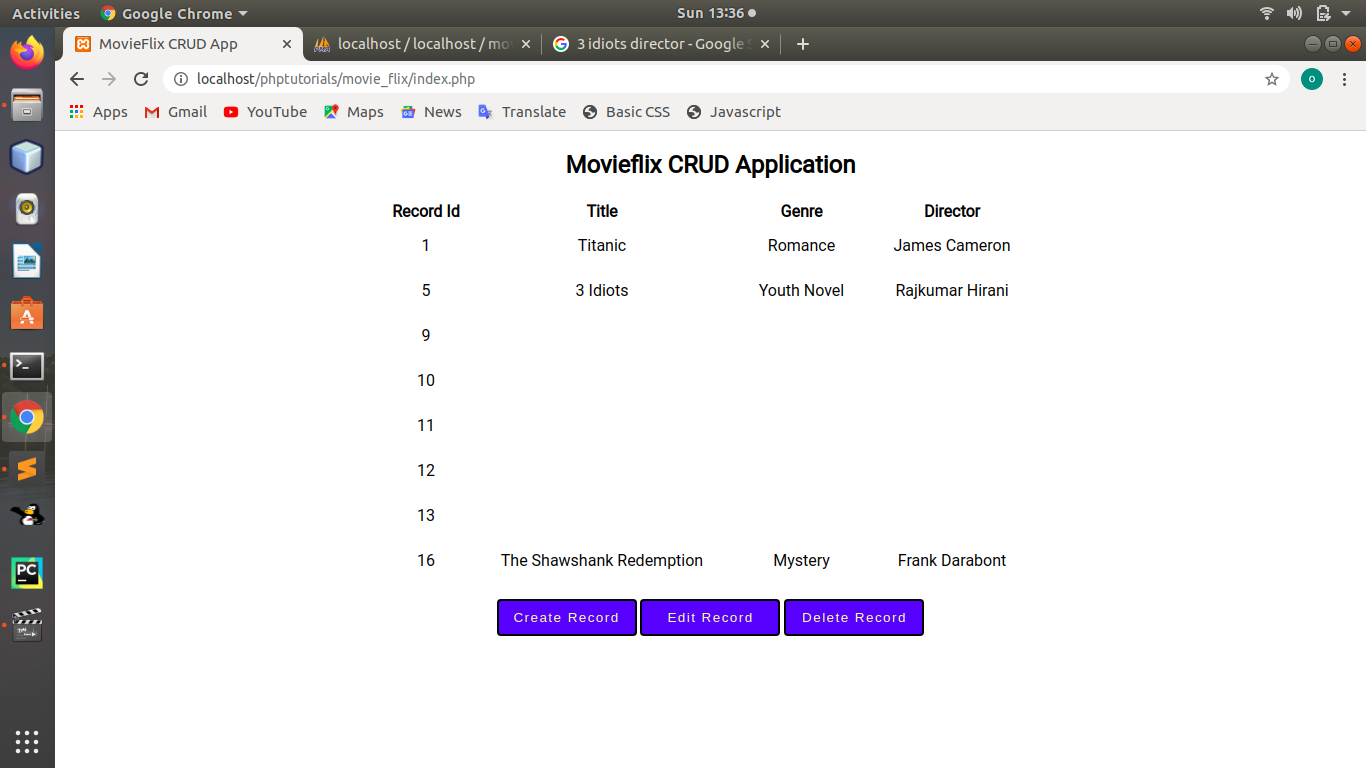 Activities Google Chrome Sun 13:36
MovieFlix CRUD App localhost / localhost / mo 3 idiots director - Google
localhost/phptutorials/movie_flix/index.php o
Apps Gmail YouTube Maps News Translate Basic CSS Javascript
Movieflix CRUD Application
Record Id Title Genre Director
1 Titanic Romance James Cameron
5 3 Idiots Youth Novel Rajkumar Hirani
9
10
11
12
13
16 The Shawshank Redemption Mystery Frank Darabont
Create Record Edit Record Delete Record
PC